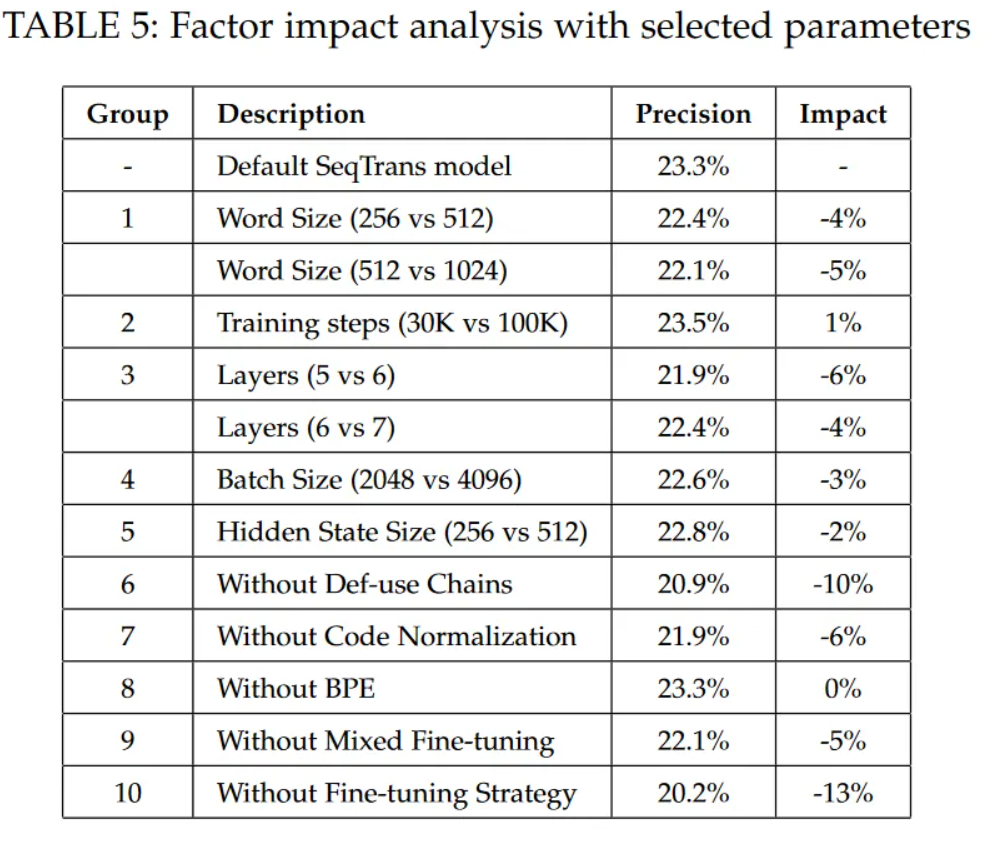 TABLE 5: Factor impact analysis with selected parameters
Group Description Precision Impact
- Default SeqTrans model 23.3% -
1 Word Size (256 vs 512) 22.4% -4%
Word Size (512 vs 1024) 22.1% -5%
2 Training steps (30K vs 100K) 23.5% 1%
3 Layers (5 vs 6) 21.9% -6%
Layers (6 vs 7) 22.4% -4%
4 Batch Size (2048 vs 4096) 22.6% -3%
5 Hidden State Size (256 vs 512) 22.8% -2%
6 Without Def-use Chains 20.9% -10%
7 Without Code Normalization 21.9% -6%
8 Without BPE 23.3% 0%
9 Without Mixed Fine-tuning 22.1% -5%
10 Without Fine-tuning Strategy 20.2% -13%